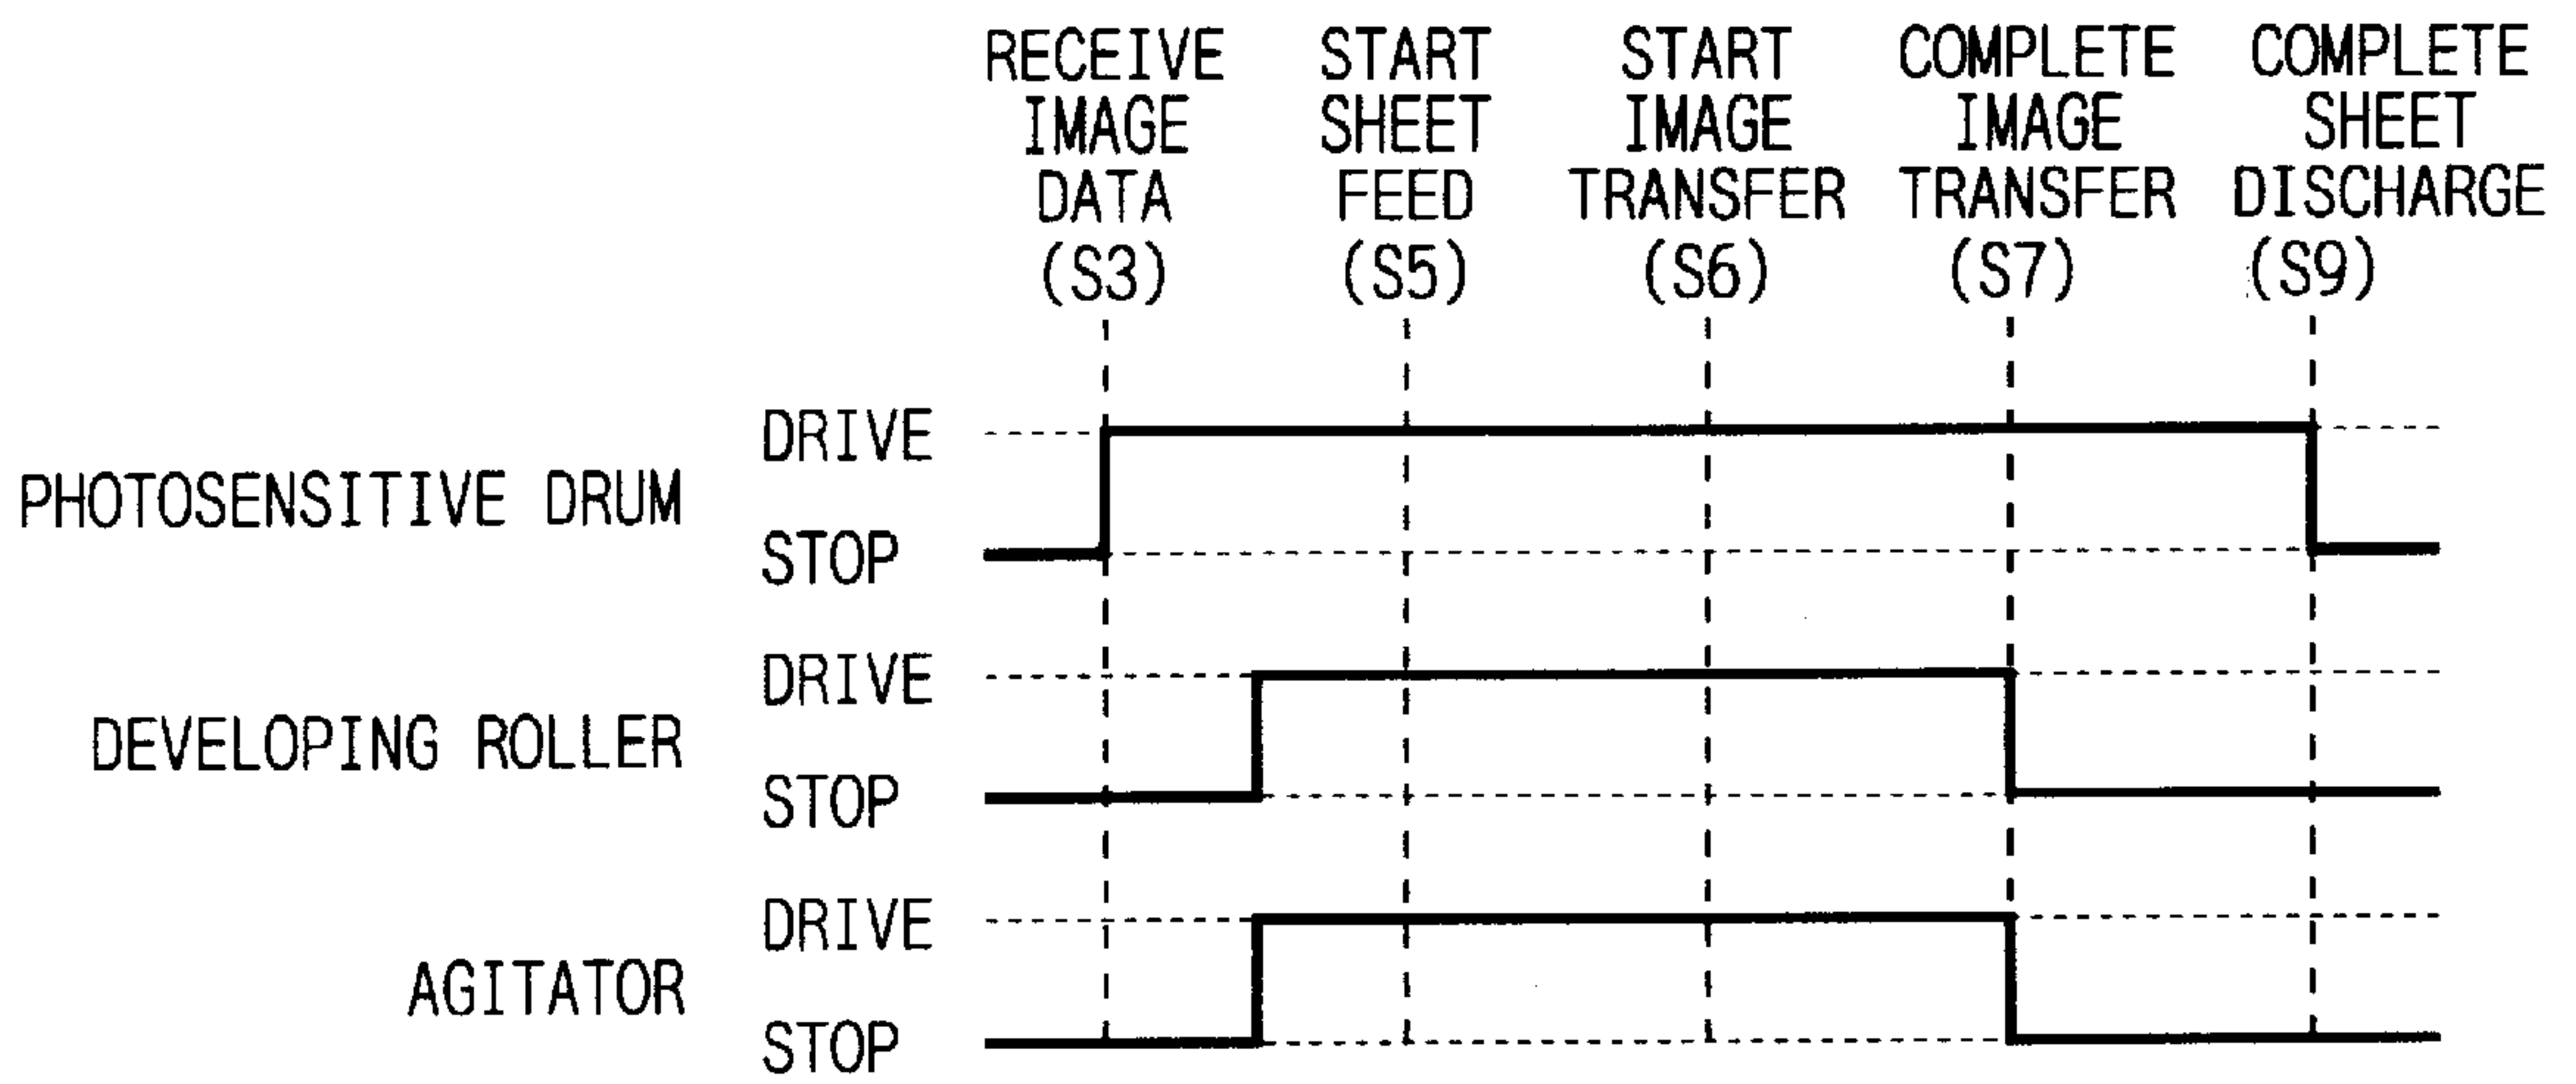 RECEIVE IMAGE DATA (S3)
START SHEET FEED (S5)
START IMAGE TRANSFER (S6)
COMPLETE IMAGE TRANSFER (S7)
COMPLETE SHEET DISCHARGE (S9)
PHOTOSENSITIVE DRUM
DRIVE
STOP
DEVELOPING ROLLER
DRIVE
STOP
AGITATOR
DRIVE
STOP